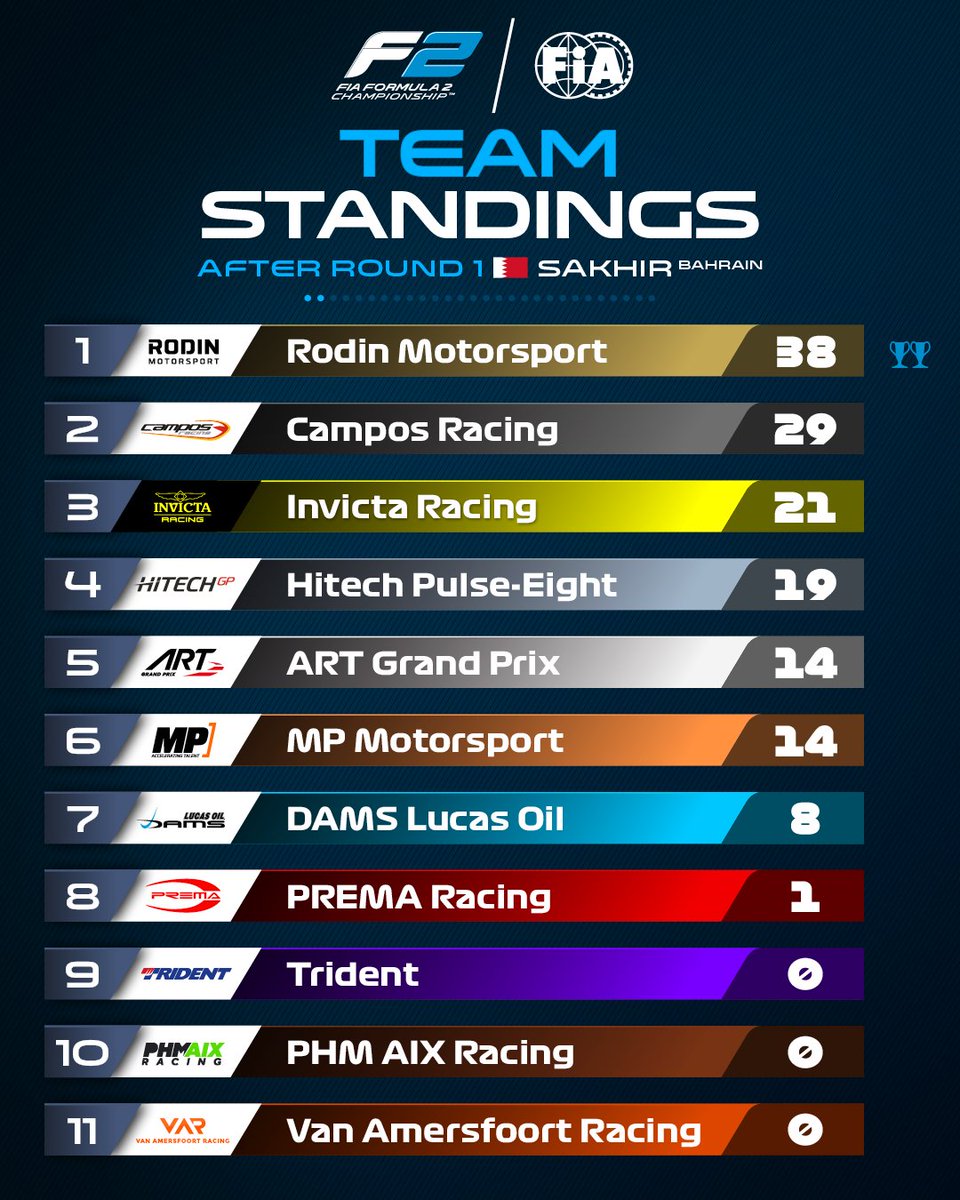 F2
FIA FORMULA 2
CHAMPIONSHIP™
FiA
TEAM
STANDINGS
AFTER ROUND 1 SAKHIR BAHRAIN
1 RODIN MOTORSPORT Rodin Motorsport 38
2 campos racing Campos Racing 29
3 INVICTA RACING Invicta Racing 21
4 HITECH GP Hitech Pulse-Eight 19
5 ART GRAND PRIX ART Grand Prix 14
6 MP ACCELERATING TALENT MP Motorsport 14
7 LUCAS OIL DAMS DAMS Lucas Oil 8
8 PREMA PREMA Racing 1
9 TRIDENT Trident 0
10 PHMAIX RACING PHM AIX Racing 0
11 VAR VAN AMERSFOORT RACING Van Amersfoort Racing 0